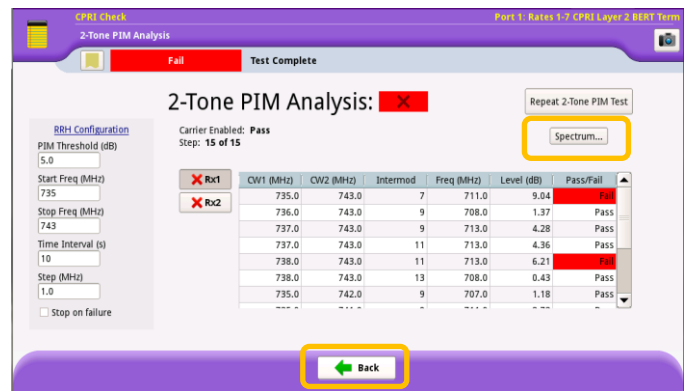 CPRI Check
Port 1: Rates 1-7 CPRI Layer 2 BERT Term
2-Tone PIM Analysis
Fail
Test Complete
2-Tone PIM Analysis:
Repeat 2-Tone PIM Test
Spectrum...
RRH Configuration
Carrier Enabled: Pass
Step: 15 of 15
PIM Threshold (dB)
5.0
Start Freq (MHz)
735
Stop Freq (MHz)
743
Time Interval (s)
10
Step (MHz)
1.0
Stop on failure
Rx1
Rx2
CW1 (MHz) CW2 (MHz) Intermod Freq (MHz) Level (dB) Pass/Fail
735.0 743.0 7 711.0 9.04 Fail
736.0 743.0 9 708.0 1.37 Pass
737.0 743.0 9 713.0 4.28 Pass
737.0 743.0 11 713.0 4.36 Pass
738.0 743.0 11 713.0 6.21 Fail
738.0 743.0 13 708.0 0.43 Pass
735.0 742.0 9 707.0 1.18 Pass
Back